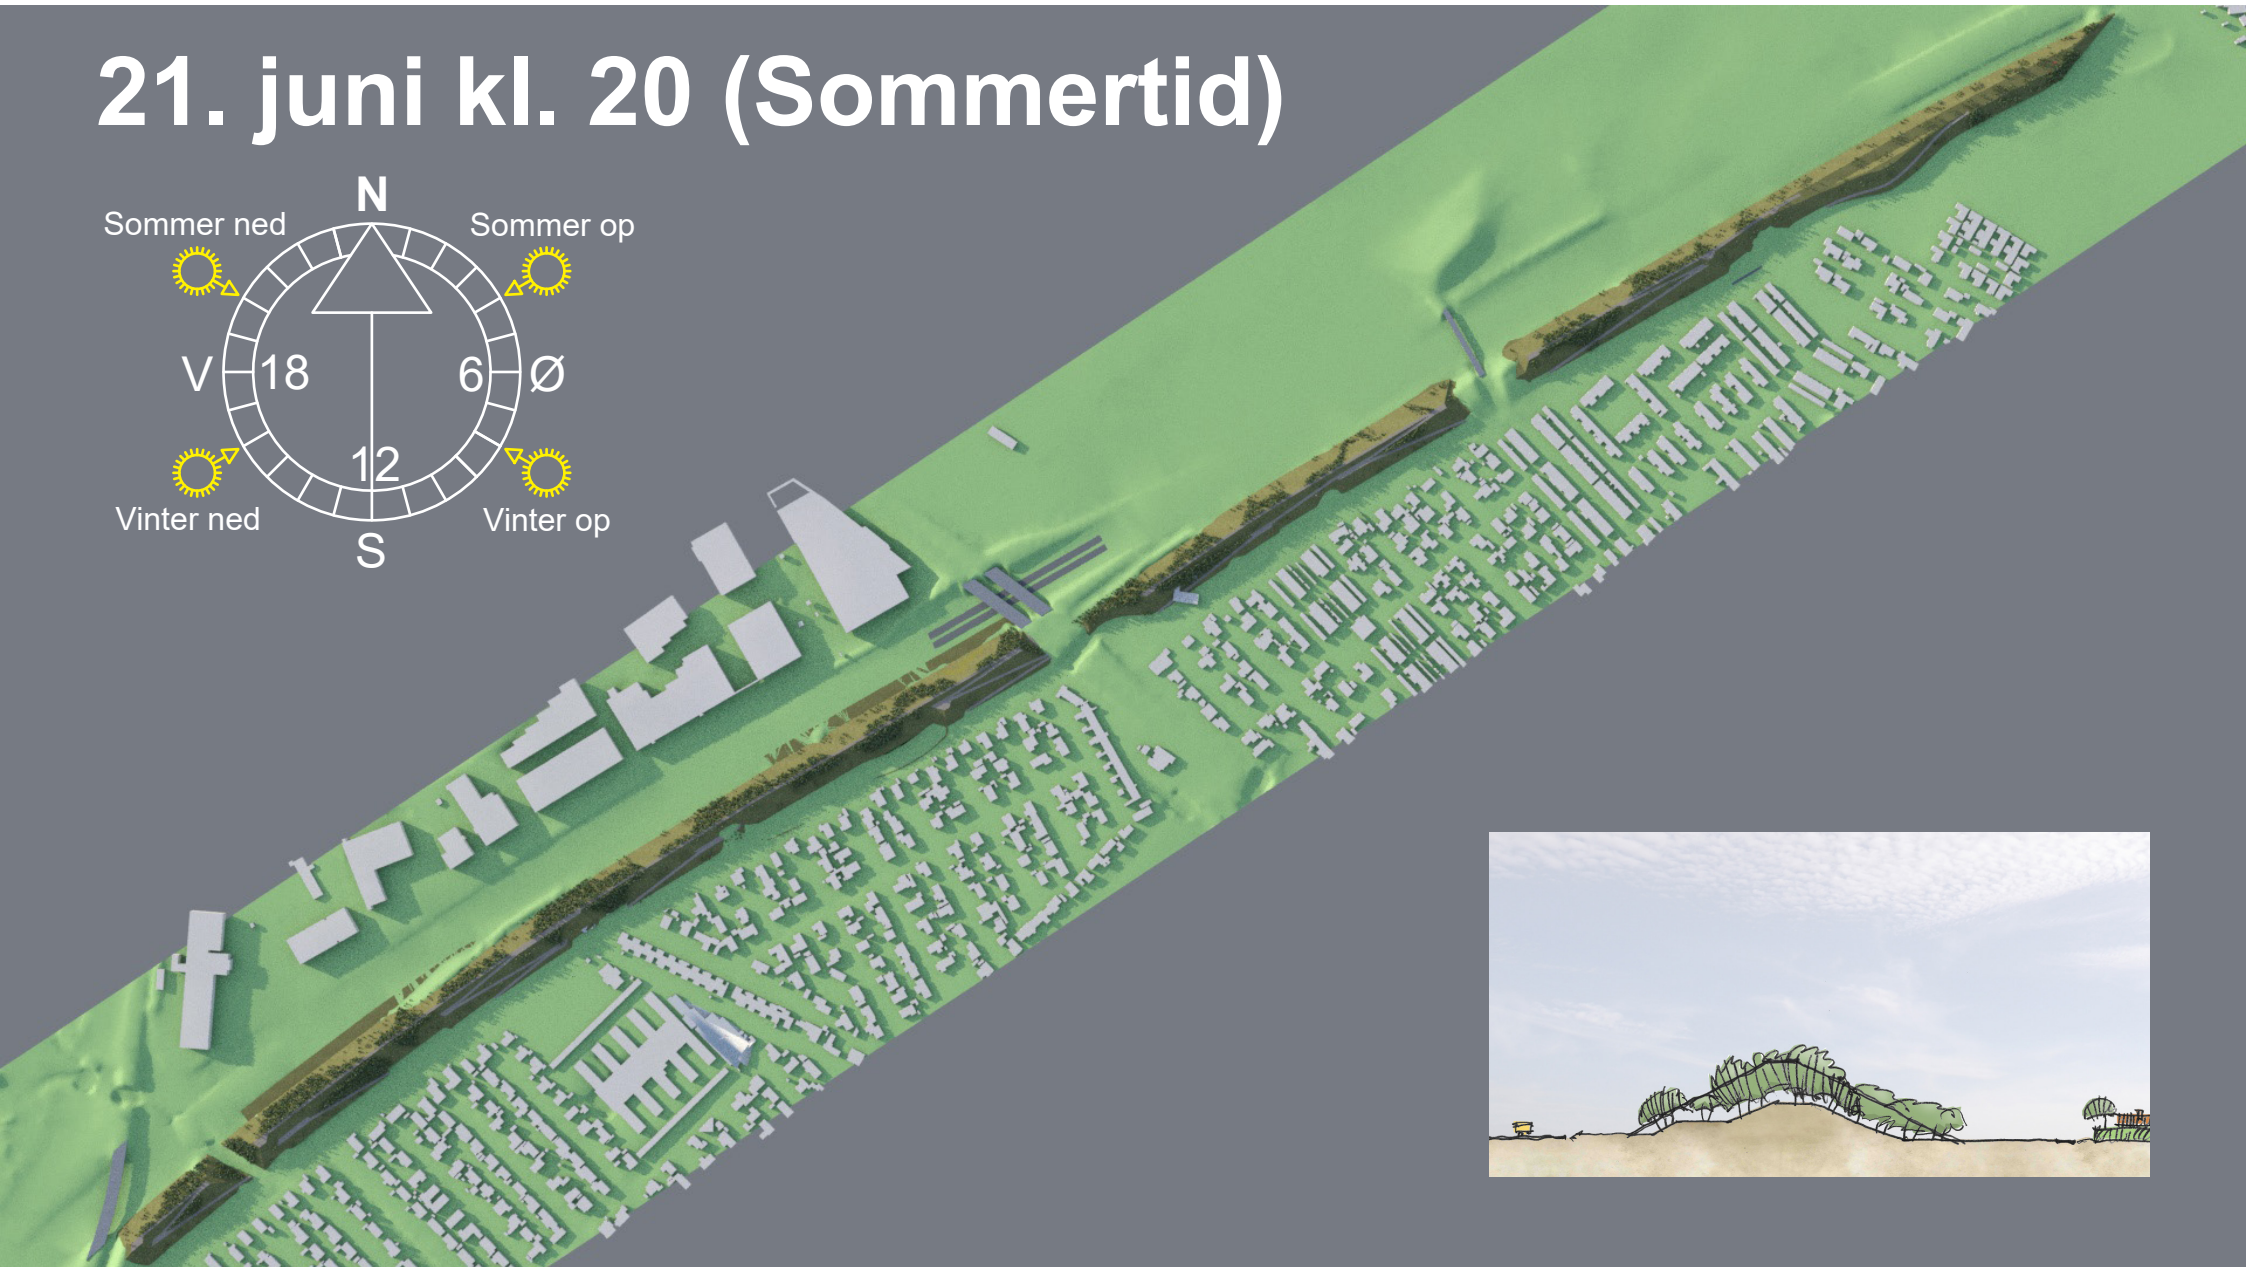 21. juni kl. 20 (Sommertid)
N
Sommer ned
Sommer op
V
18
6
Ø
12
Vinter ned
Vinter op
S